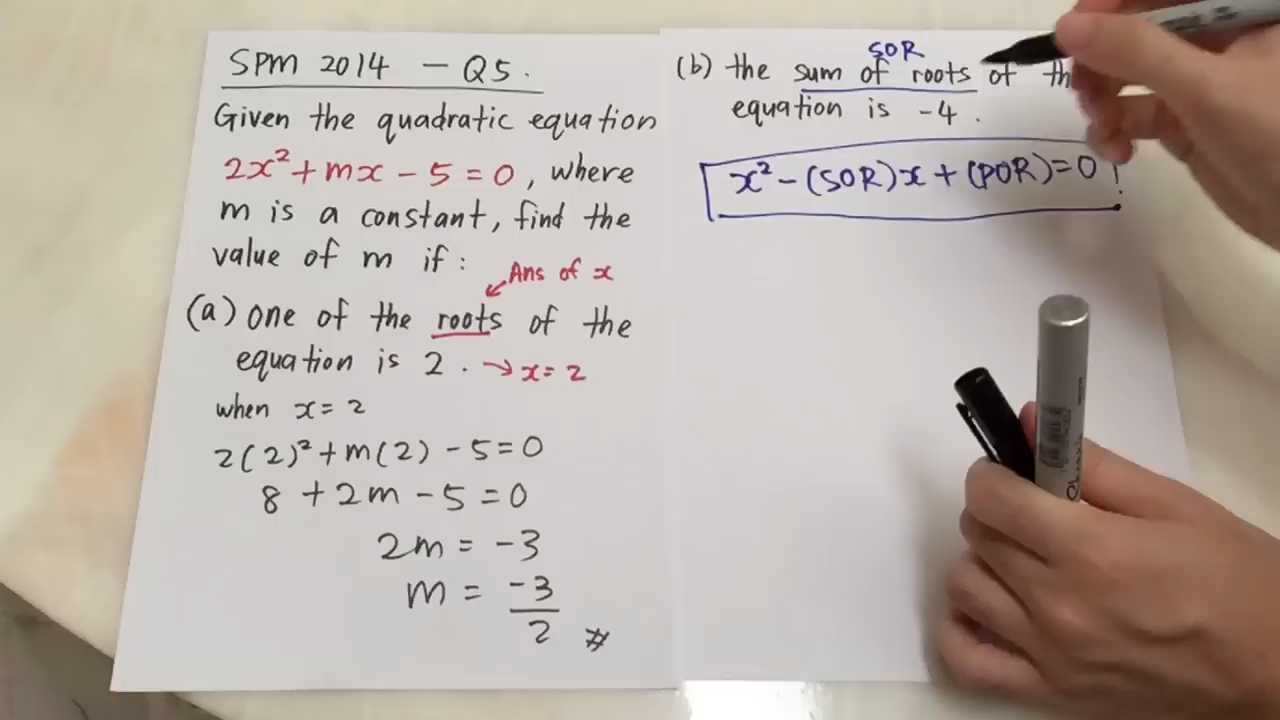 SPM 2014 - Q5.
Given the quadratic equation
2x² + mx - 5 = 0, where
m is a constant, find the
value of m if :
Ans of x
(a) one of the roots of the
equation is 2. → x = 2
when x = 2
2(2)² + m(2) - 5 = 0
8 + 2m - 5 = 0
2m = -3
m = -3/2 #
SOR
(b) the sum of roots of
equation is -4.
x² - (SOR)x + (POR) = 0